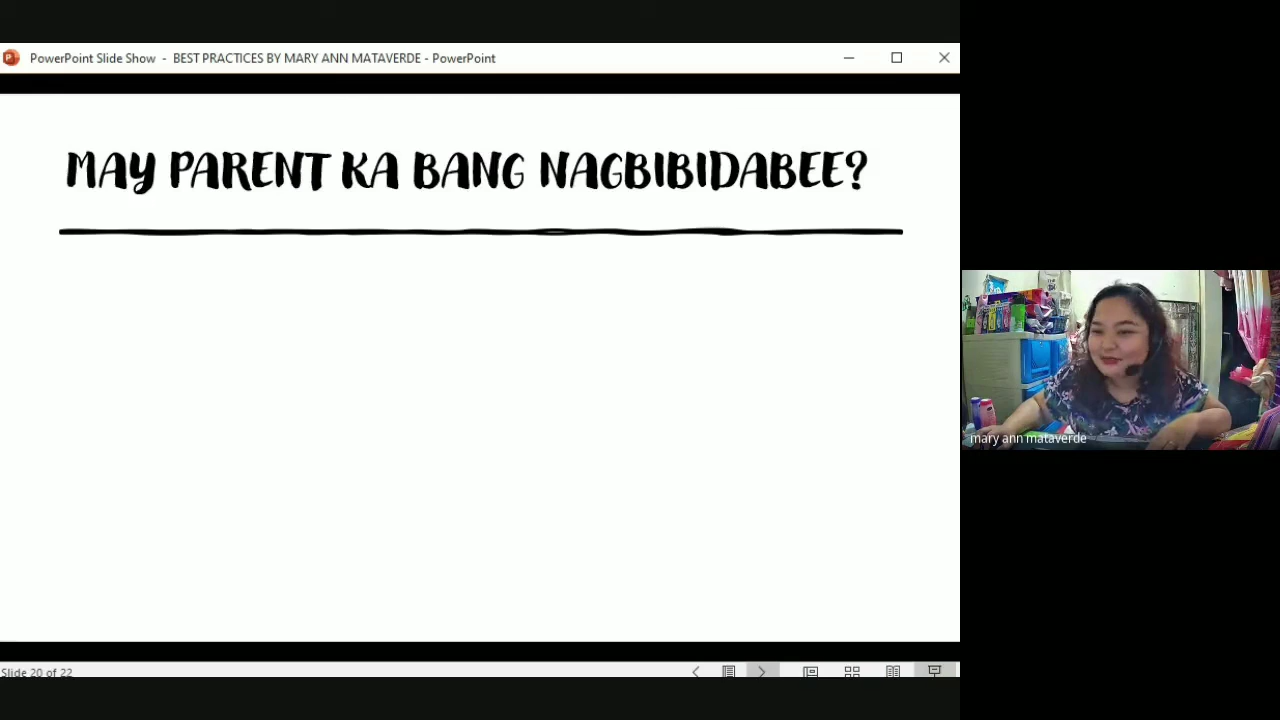 PowerPoint Slide Show - BEST PRACTICES BY MARY ANN MATAVERDE - PowerPoint
MAY PARENT KA BANG NAGBIBIDABEE?
mary ann mataverde
Slide 20 of 22